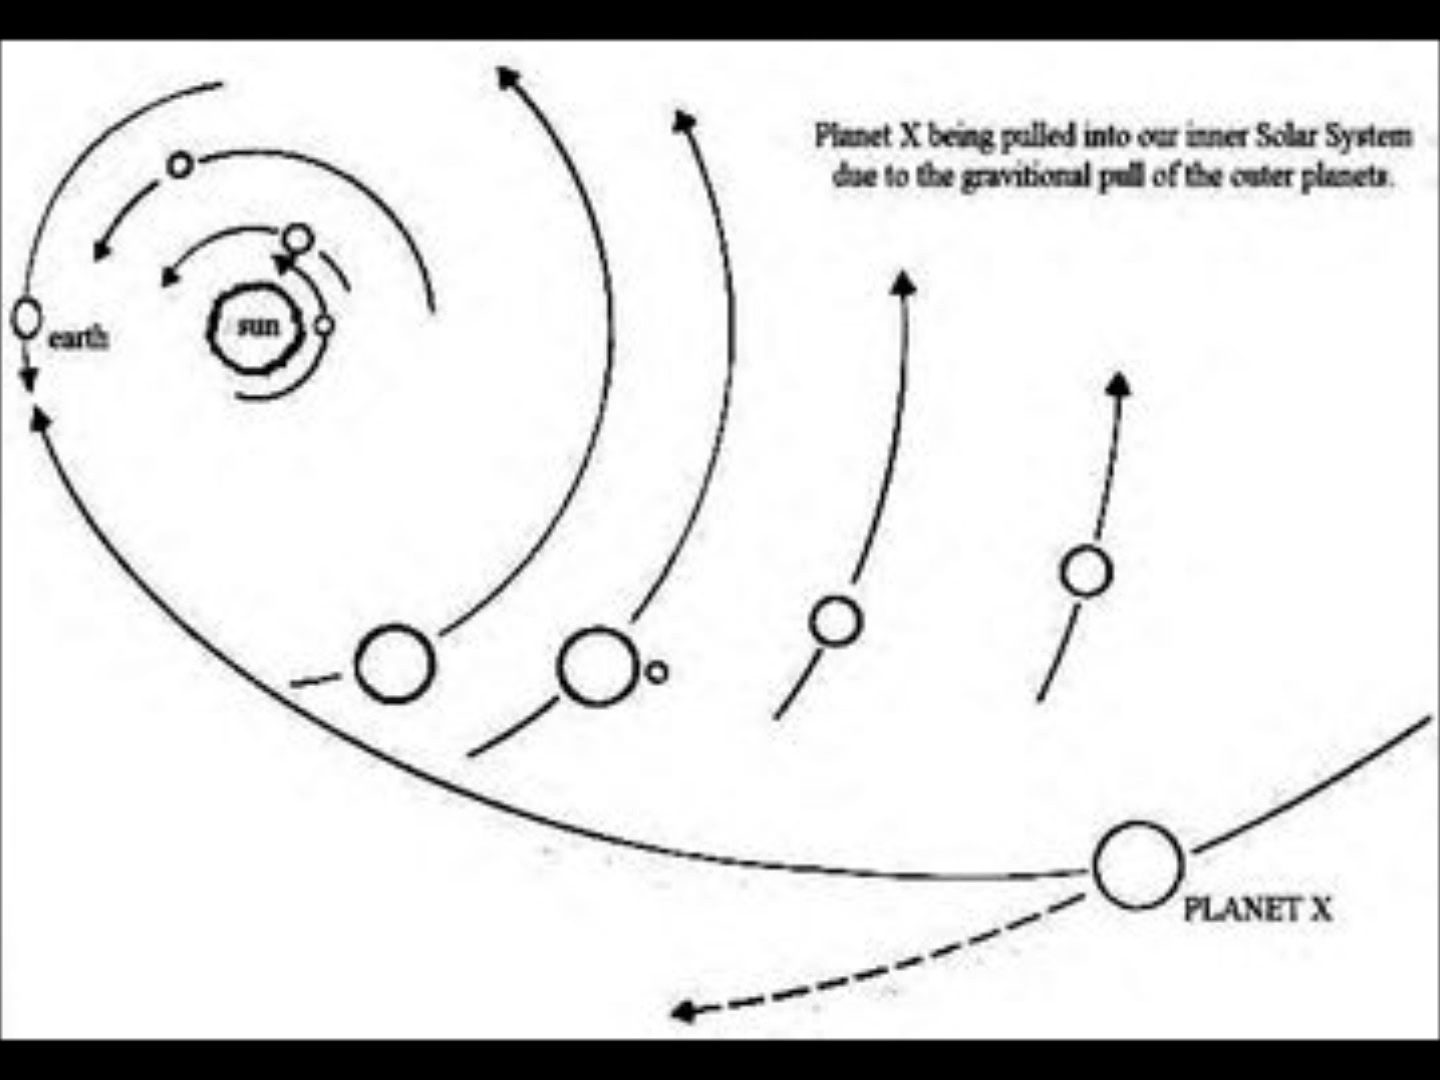 Planet X being pulled into our inner Solar System
due to the gravitional pull of the outer planets.
sun
earth
PLANET X